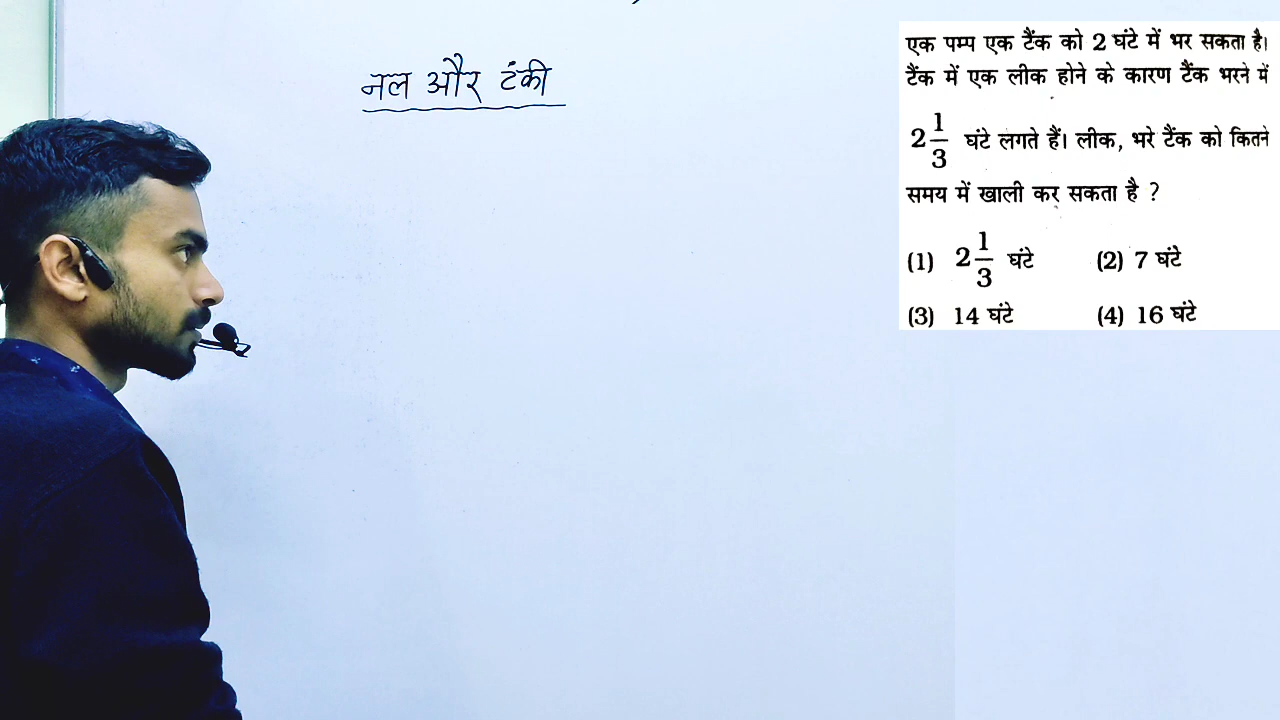 नल और टंकी
एक पम्प एक टैंक को 2 घंटे में भर सकता है।
टैंक में एक लीक होने के कारण टैंक भरने में
2 1/3 घंटे लगते हैं। लीक, भरे टैंक को कितने
समय में खाली कर सकता है ?
(1) 2 1/3 घंटे (2) 7 घंटे
(3) 14 घंटे (4) 16 घंटे